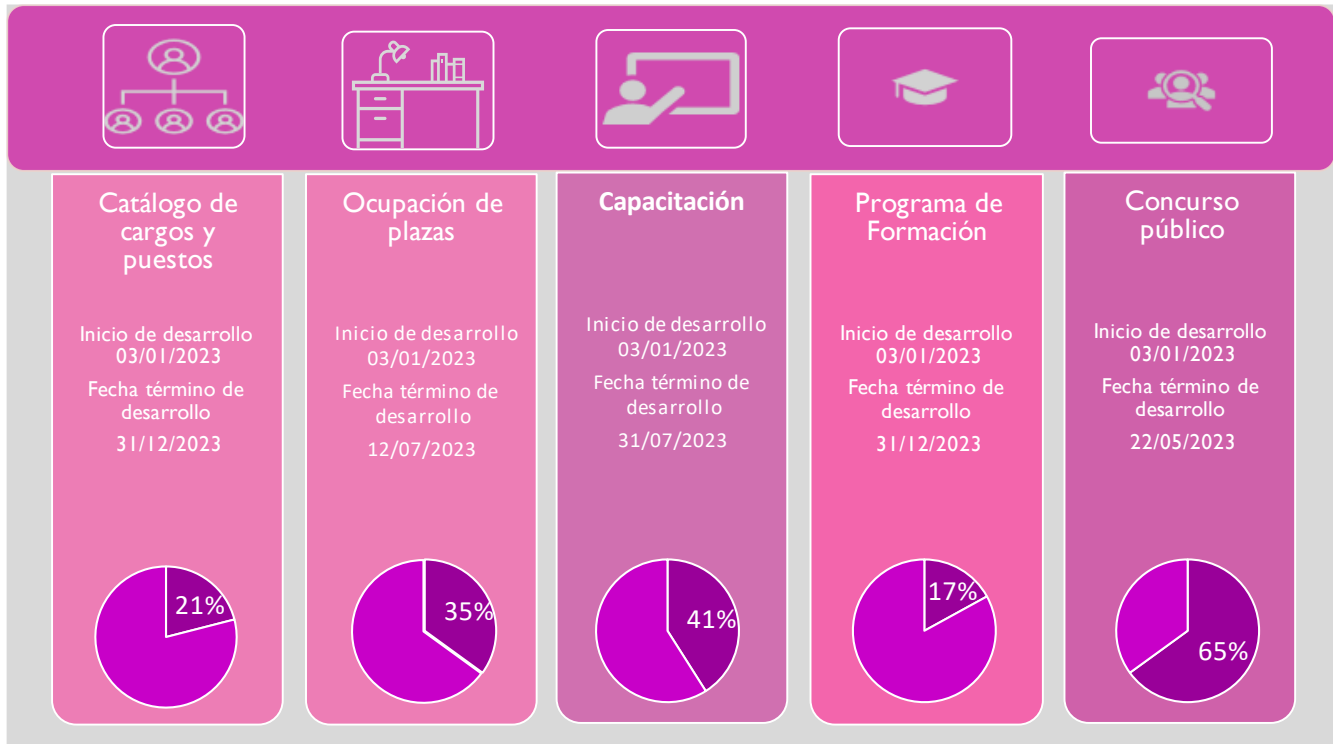 Catálogo de
cargos y
puestos
Inicio de desarrollo
03/01/2023
Fecha término de
desarrollo
31/12/2023
21%
Ocupación de
plazas
Inicio de desarrollo
03/01/2023
Fecha término de
desarrollo
12/07/2023
35%
Capacitación
Inicio de desarrollo
03/01/2023
Fecha término de
desarrollo
31/07/2023
41%
Programa de
Formación
Inicio de desarrollo
03/01/2023
Fecha término de
desarrollo
31/12/2023
17%
Concurso
público
Inicio de desarrollo
03/01/2023
Fecha término de
desarrollo
22/05/2023
65%